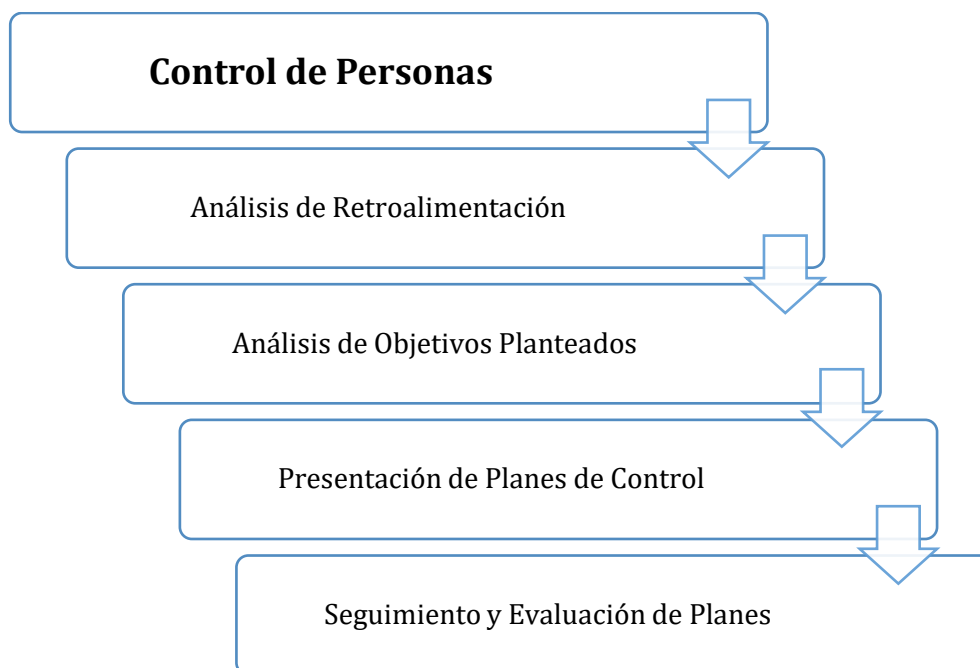 Control de Personas
Análisis de Retroalimentación
Análisis de Objetivos Planteados
Presentación de Planes de Control
Seguimiento y Evaluación de Planes